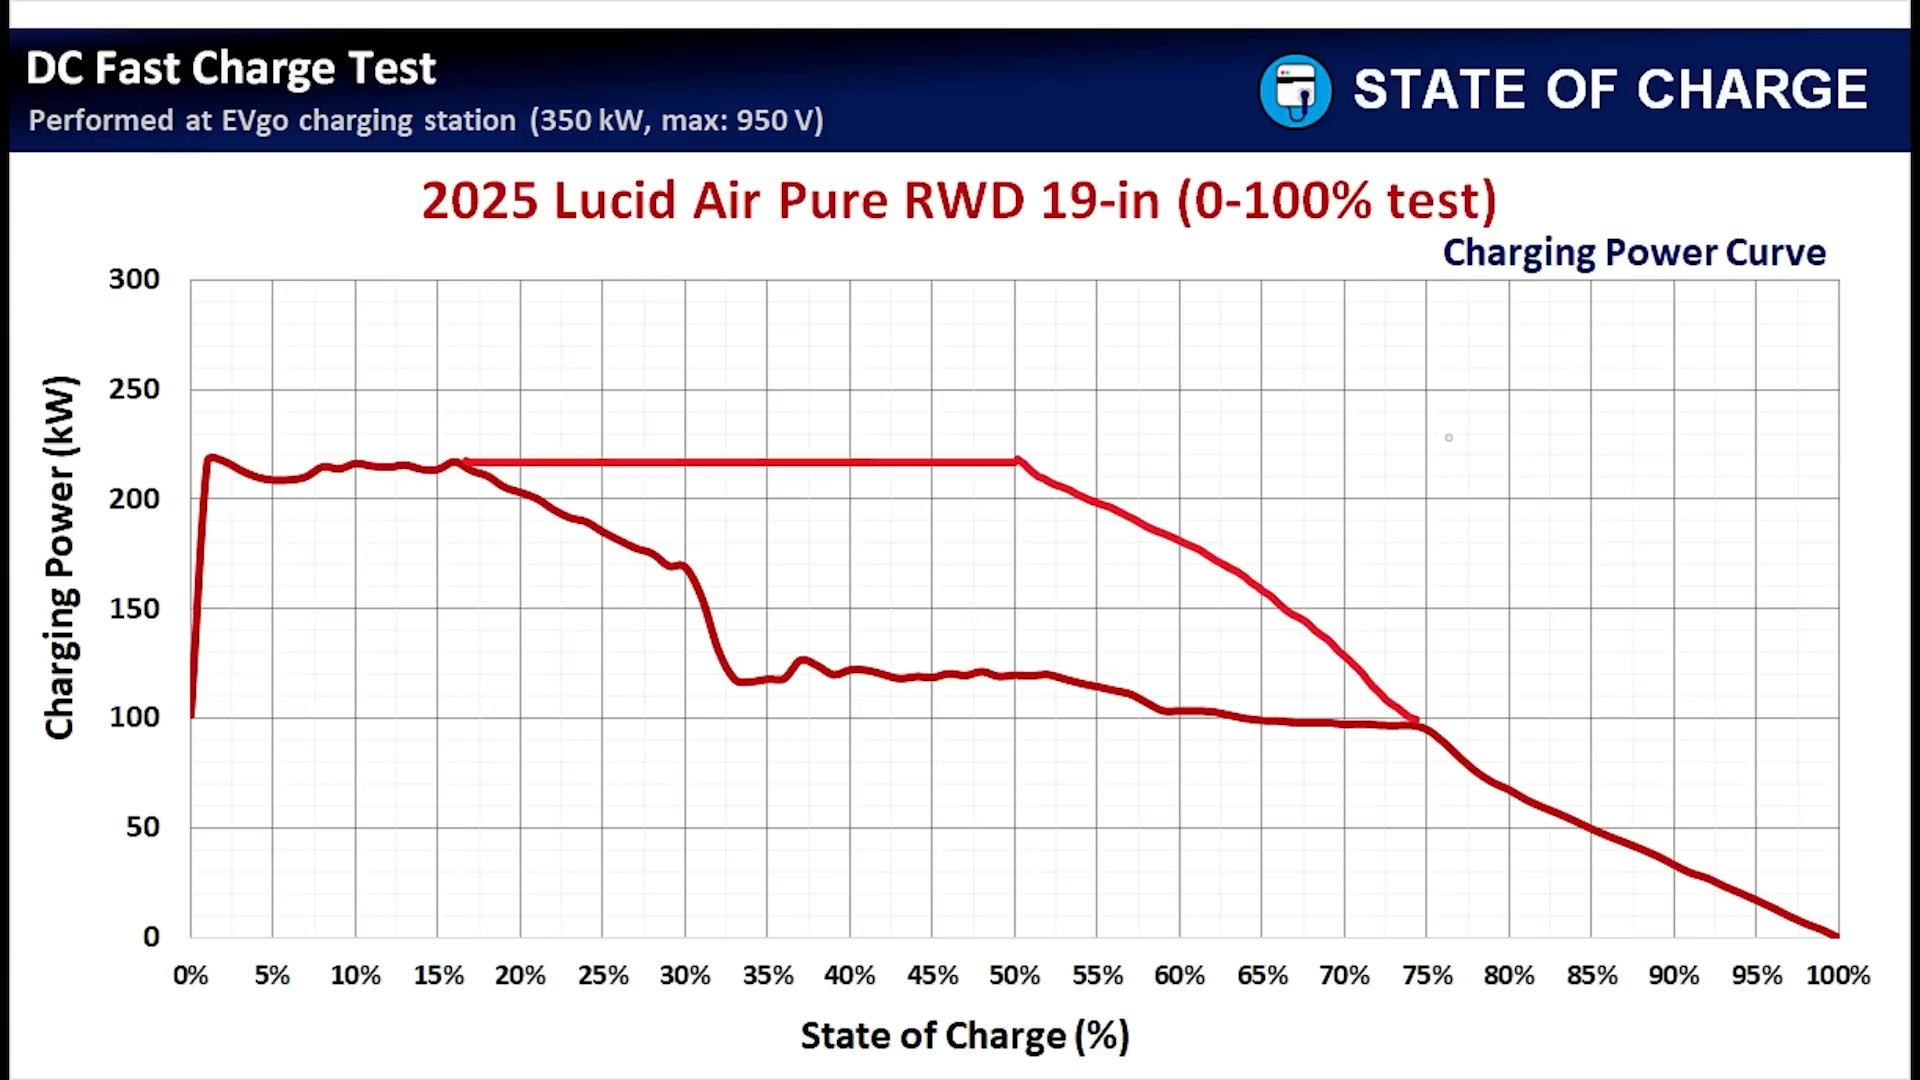 DC Fast Charge Test
Performed at EVgo charging station (350 kW, max: 950 V)
STATE OF CHARGE
2025 Lucid Air Pure RWD 19-in (0-100% test)
Charging Power Curve
Charging Power (kW)
300
250
200
150
100
50
0
0% 5% 10% 15% 20% 25% 30% 35% 40% 45% 50% 55% 60% 65% 70% 75% 80% 85% 90% 95% 100%
State of Charge (%)